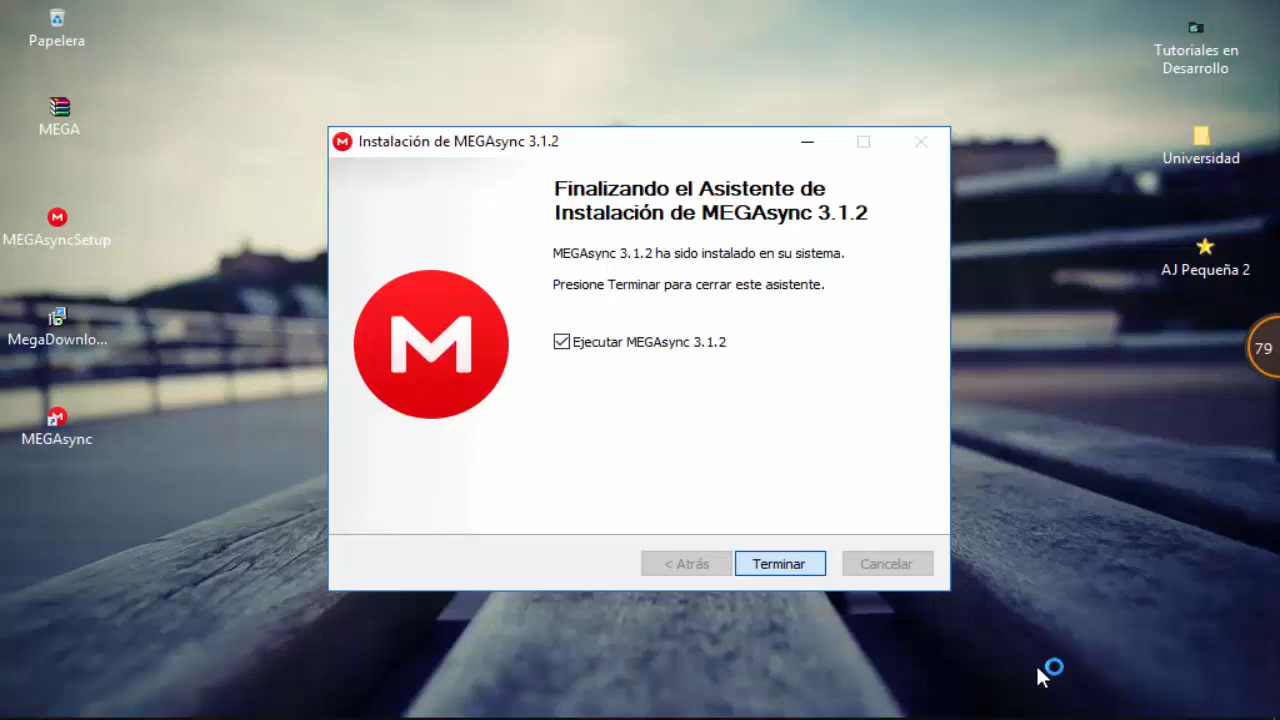 Papelera
MEGA
MEGAsyncSetup
MegaDownlo...
MEGAsync
Instalación de MEGAsync 3.1.2
Finalizando el Asistente de
Instalación de MEGAsync 3.1.2
MEGAsync 3.1.2 ha sido instalado en su sistema.
Presione Terminar para cerrar este asistente.
Ejecutar MEGAsync 3.1.2
< Atrás
Terminar
Cancelar
Tutoriales en
Desarrollo
Universidad
AJ Pequeña 2
79